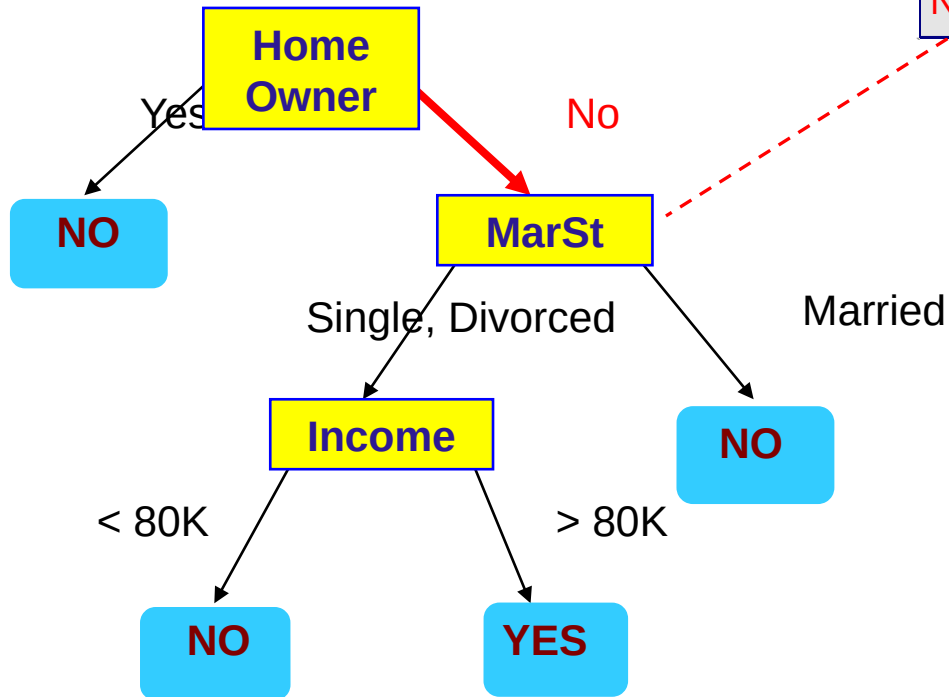 Home
Owner
Yes
No
NO
MarSt
Single, Divorced
Married
Income
NO
< 80K
> 80K
NO
YES